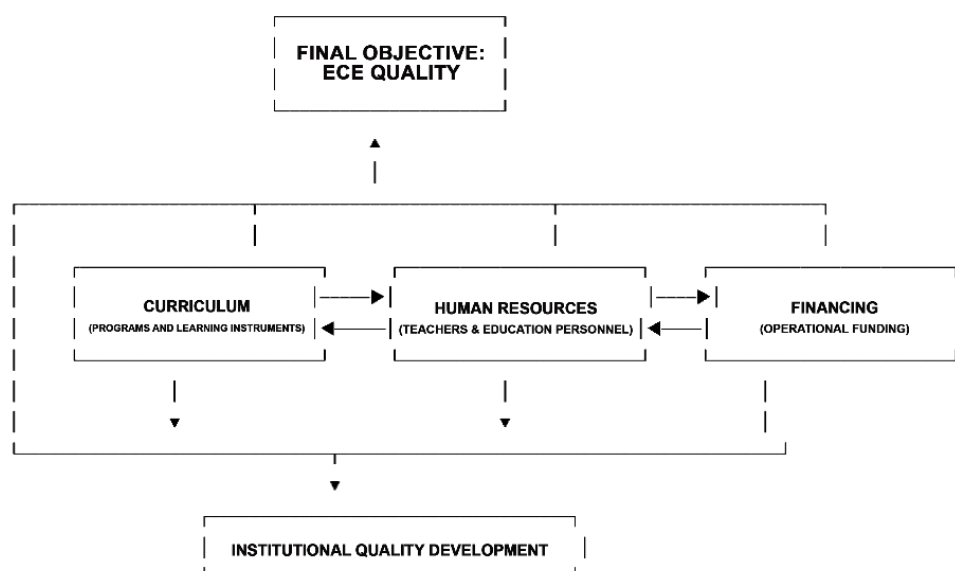 FINAL OBJECTIVE:
ECE QUALITY
CURRICULUM
(PROGRAMS AND LEARNING INSTRUMENTS)
HUMAN RESOURCES
(TEACHERS & EDUCATION PERSONNEL)
FINANCING
(OPERATIONAL FUNDING)
INSTITUTIONAL QUALITY DEVELOPMENT